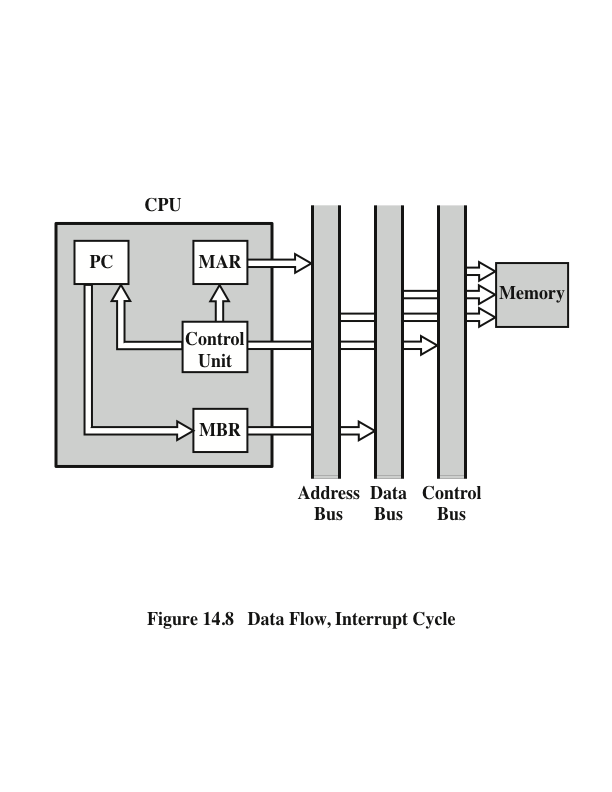 CPU
PC
MAR
Memory
Control
Unit
MBR
Address
Bus
Data
Bus
Control
Bus
Figure 14.8 Data Flow, Interrupt Cycle